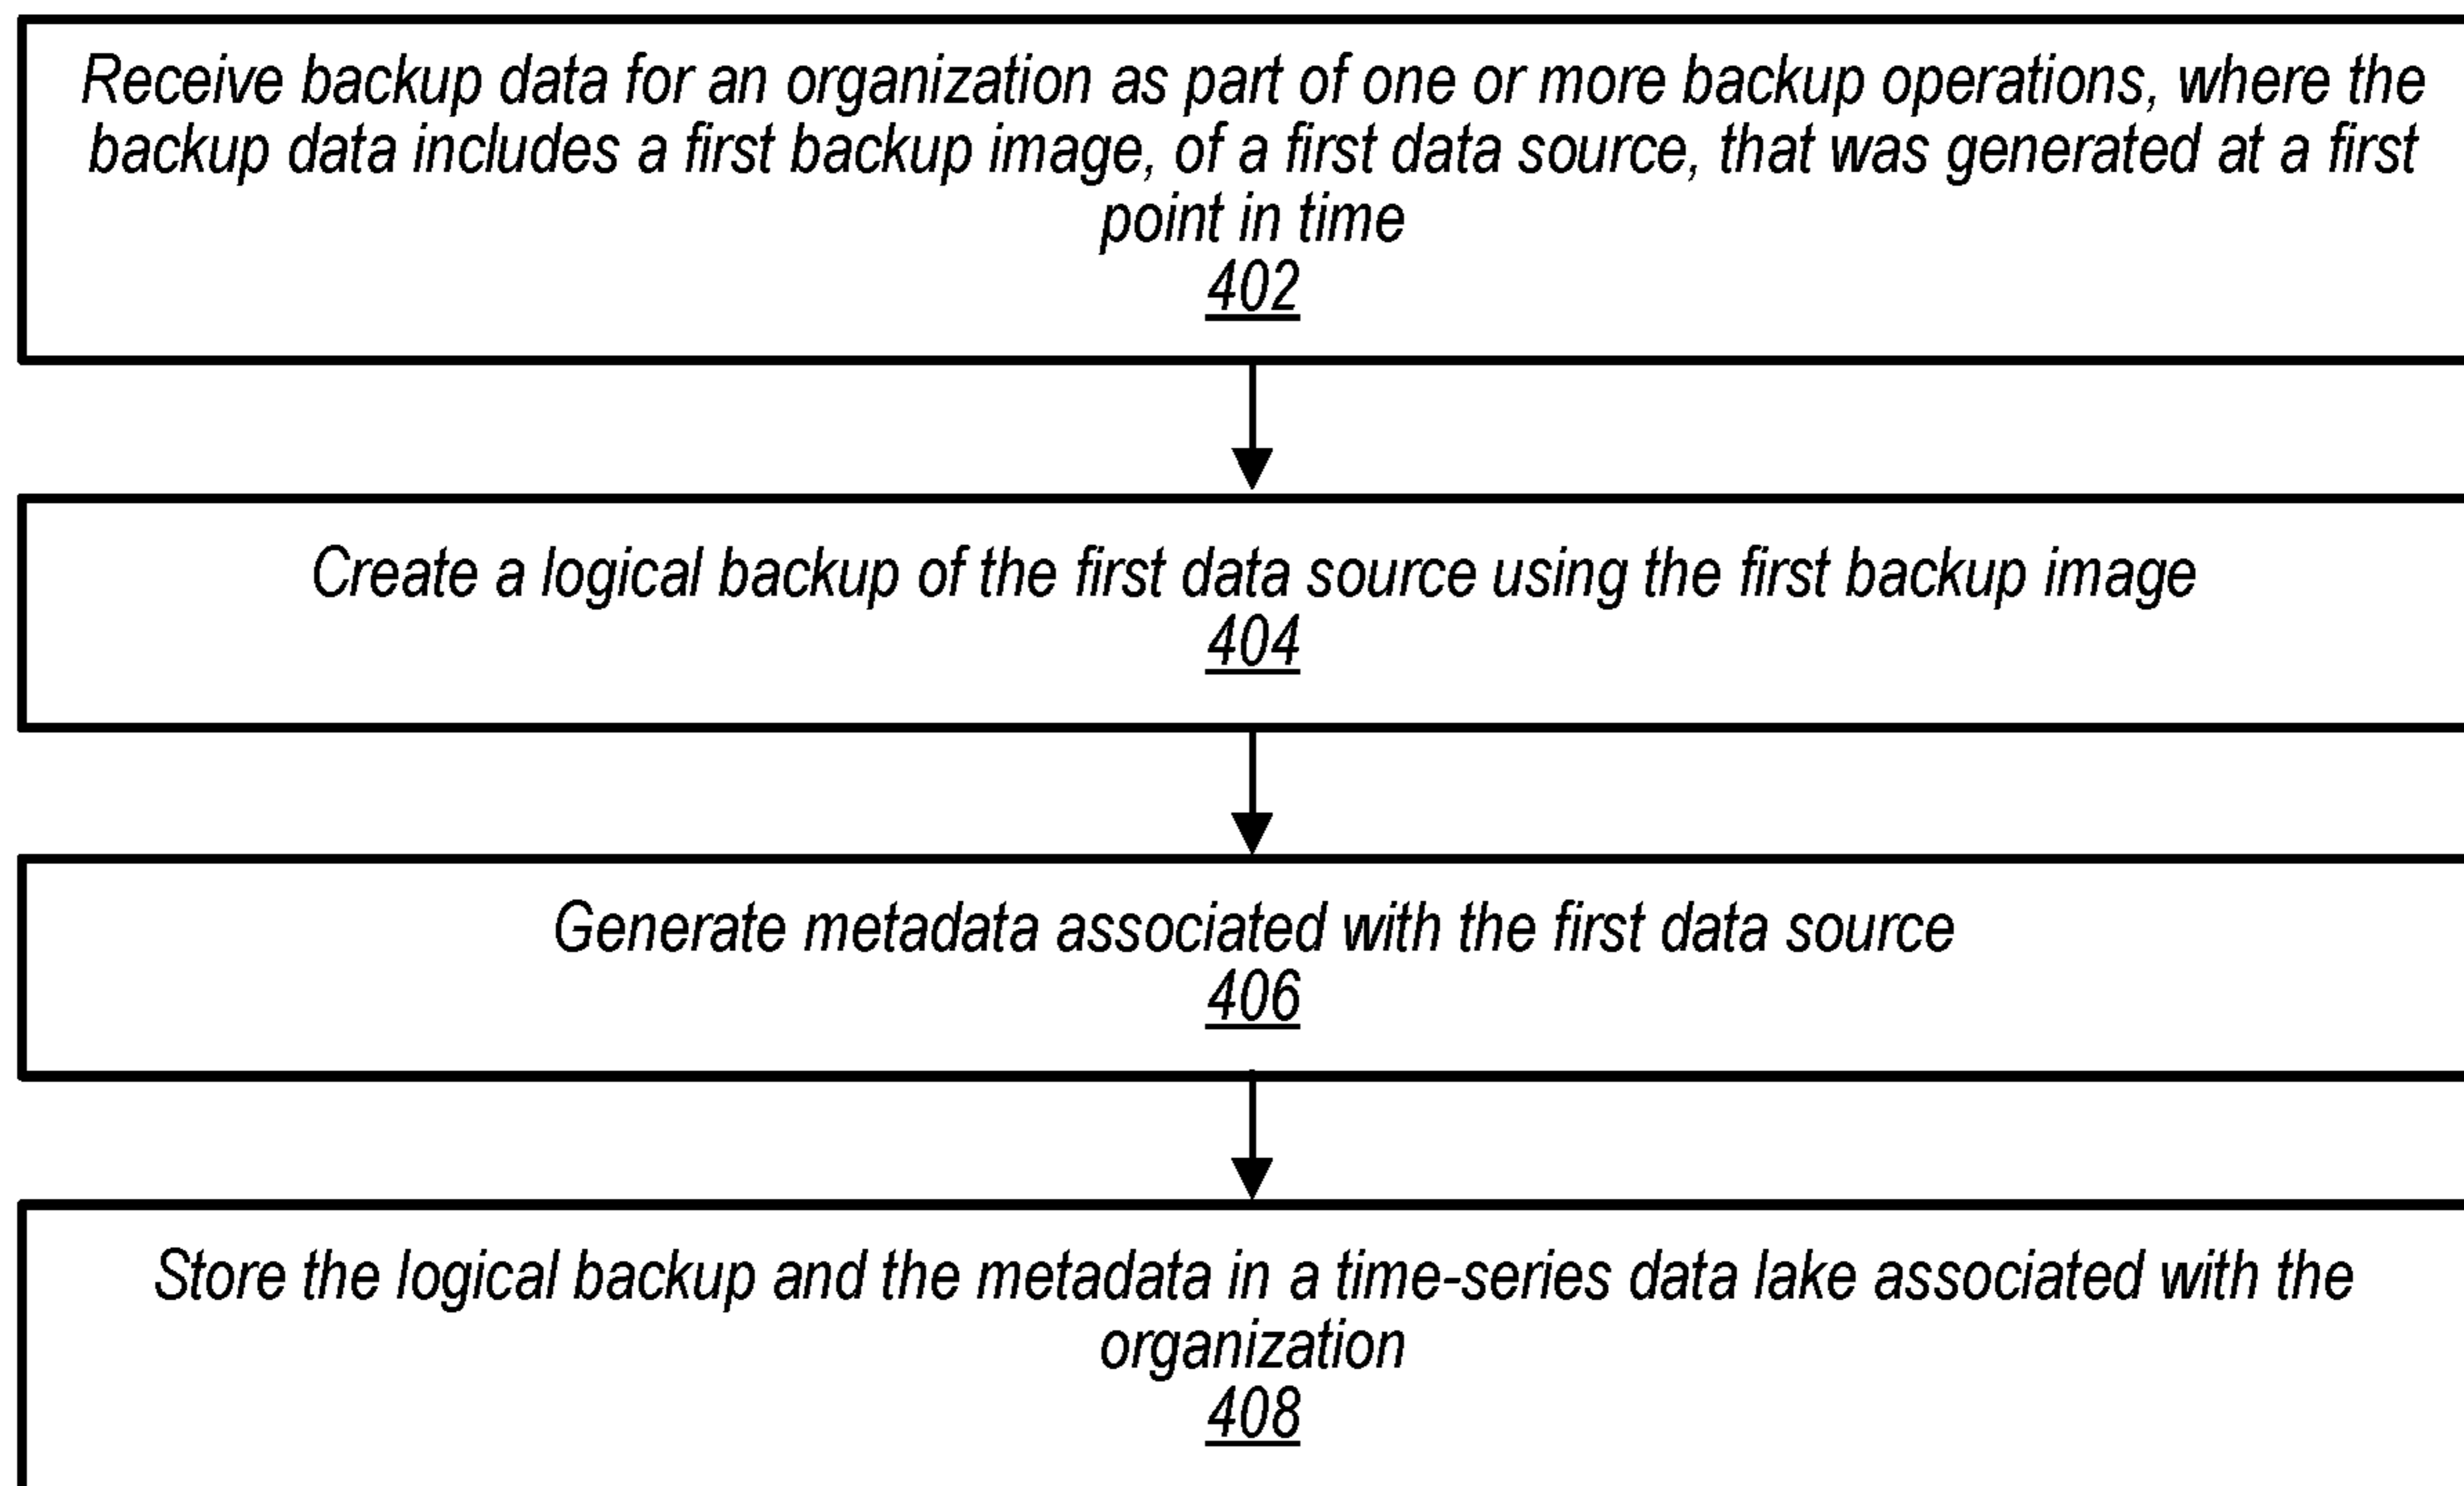 Receive backup data for an organization as part of one or more backup operations, where the
backup data includes a first backup image, of a first data source, that was generated at a first
point in time
402
Create a logical backup of the first data source using the first backup image
404
Generate metadata associated with the first data source
406
Store the logical backup and the metadata in a time-series data lake associated with the
organization
408